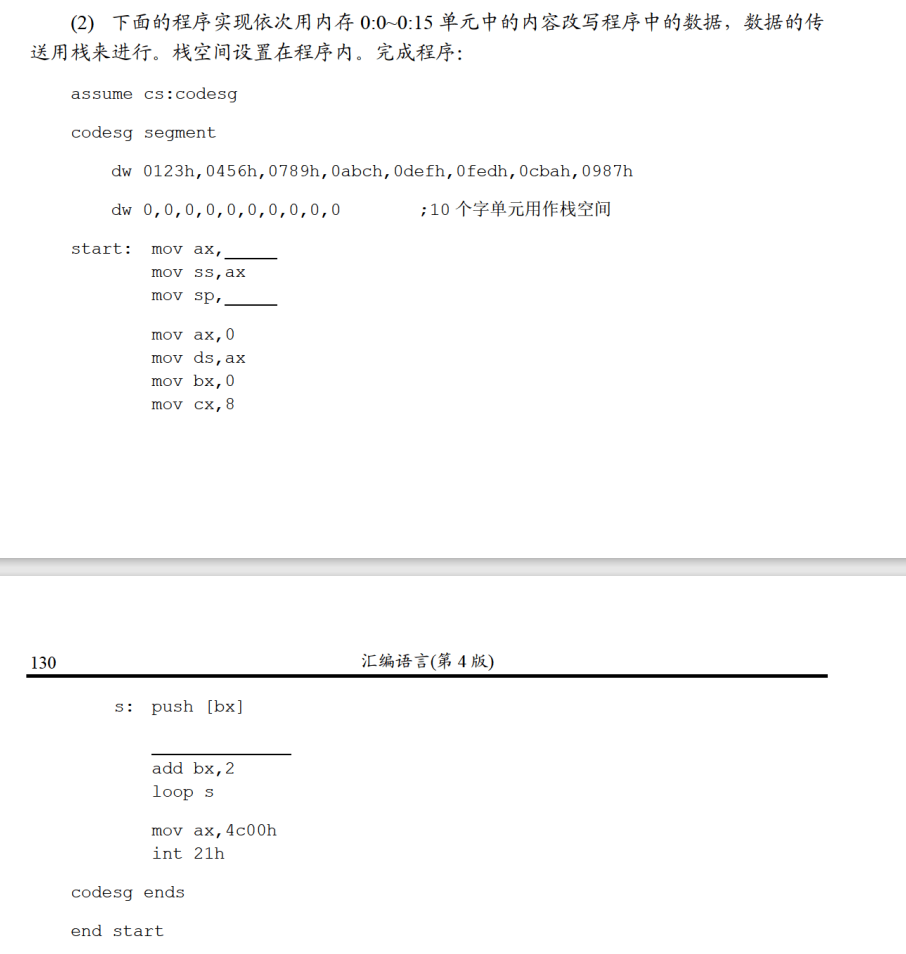 (2) 下面的程序实现依次用内存 0:0~0:15 单元中的内容改写程序中的数据，数据的传
送用栈来进行。栈空间设置在程序内。完成程序：
assume cs:codesg
codesg segment
dw 0123h,0456h,0789h,0abch,0defh,0fedh,0cbah,0987h
dw 0,0,0,0,0,0,0,0,0,0 ;10 个字单元用作栈空间
start: mov ax,_____
mov ss,ax
mov sp,_____
mov ax,0
mov ds,ax
mov bx,0
mov cx,8
130 汇编语言(第 4 版)
s: push [bx]
_____________
add bx,2
loop s
mov ax,4c00h
int 21h
codesg ends
end start